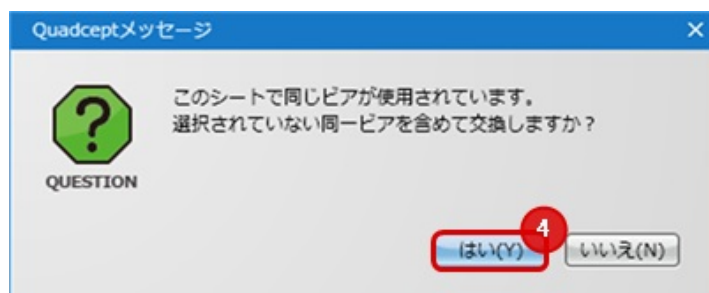 Quadceptメッセージ
このシートで同じビアが使用されています。
選択されていない同一ビアを含めて交換しますか？
QUESTION
4
はい(Y)
いいえ(N)